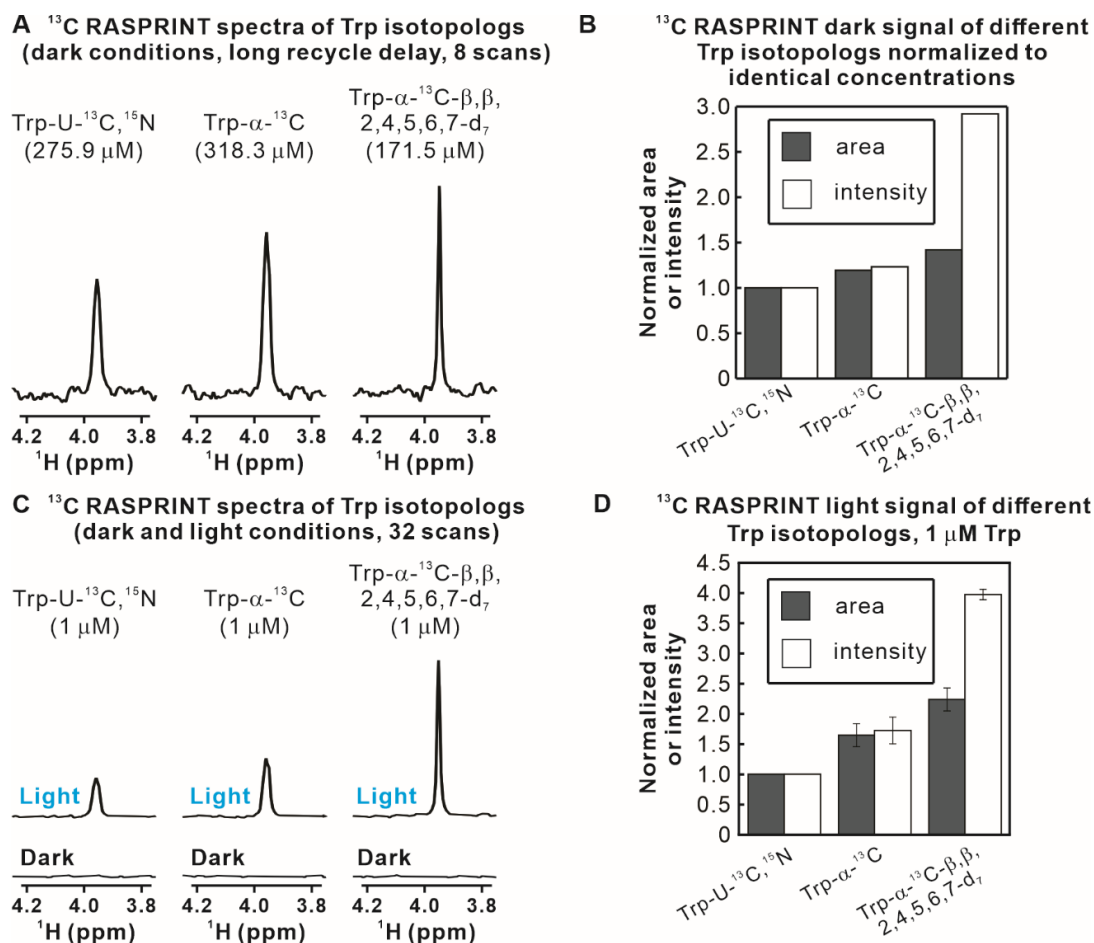 A ¹³C RASPRINT spectra of Trp isotopologs
(dark conditions, long recycle delay, 8 scans)
Trp-U-¹³C,¹⁵N
(275.9 μM)
Trp-α-¹³C
(318.3 μM)
Trp-α-¹³C-β,β,
2,4,5,6,7-d₇
(171.5 μM)
4.2 4.0 3.8
¹H (ppm)
4.2 4.0 3.8
¹H (ppm)
4.2 4.0 3.8
¹H (ppm)
B ¹³C RASPRINT dark signal of different
Trp isotopologs normalized to
identical concentrations
Normalized area
or intensity
3.0
2.5
2.0
1.5
1.0
0.5
0
area
intensity
Trp-U-¹³C,¹⁵N
Trp-α-¹³C
Trp-α-¹³C-β,β,
2,4,5,6,7-d₇
C ¹³C RASPRINT spectra of Trp isotopologs
(dark and light conditions, 32 scans)
Trp-U-¹³C,¹⁵N
(1 μM)
Trp-α-¹³C
(1 μM)
Trp-α-¹³C-β,β,
2,4,5,6,7-d₇
(1 μM)
Light
Light
Light
Dark
Dark
Dark
4.2 4.0 3.8
¹H (ppm)
4.2 4.0 3.8
¹H (ppm)
4.2 4.0 3.8
¹H (ppm)
D ¹³C RASPRINT light signal of different
Trp isotopologs, 1 μM Trp
Normalized area
or intensity
4.5
4.0
3.5
3.0
2.5
2.0
1.5
1.0
0.5
0
area
intensity
Trp-U-¹³C,¹⁵N
Trp-α-¹³C
Trp-α-¹³C-β,β,
2,4,5,6,7-d₇